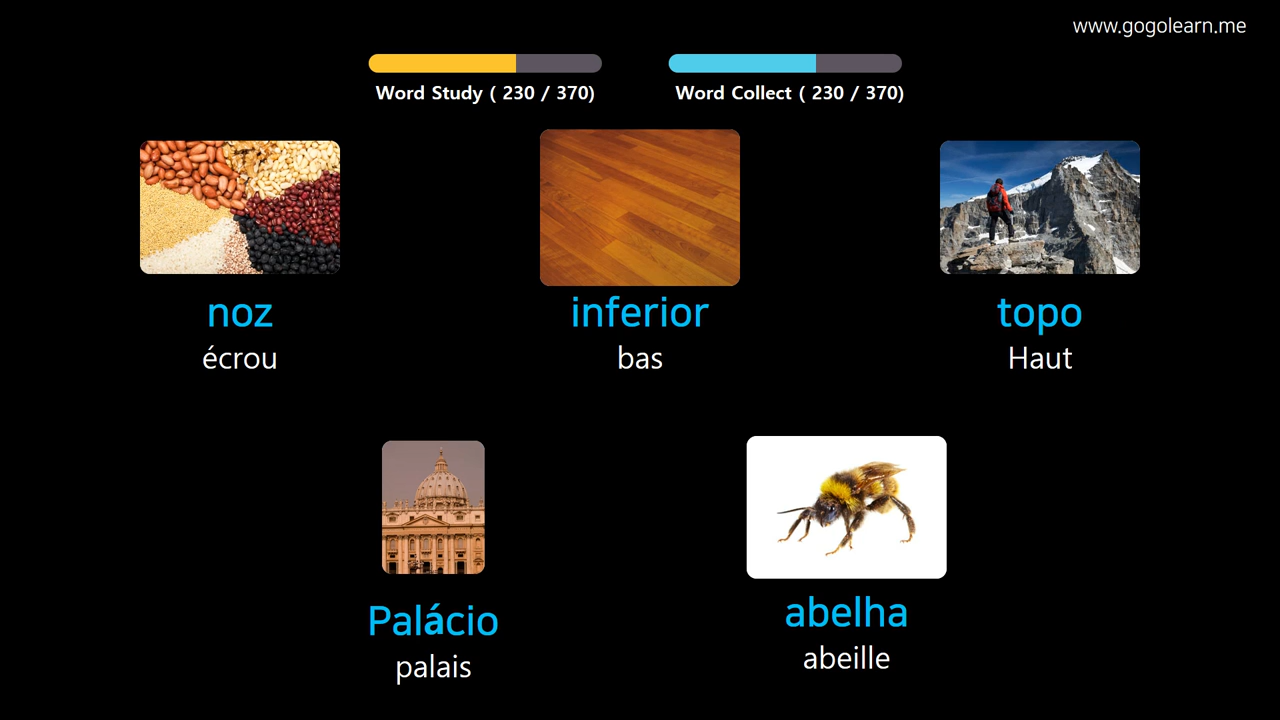 www.gogolearn.me
Word Study ( 230 / 370)
Word Collect ( 230 / 370)
noz
écrou
inferior
bas
topo
Haut
Palácio
palais
abelha
abeille